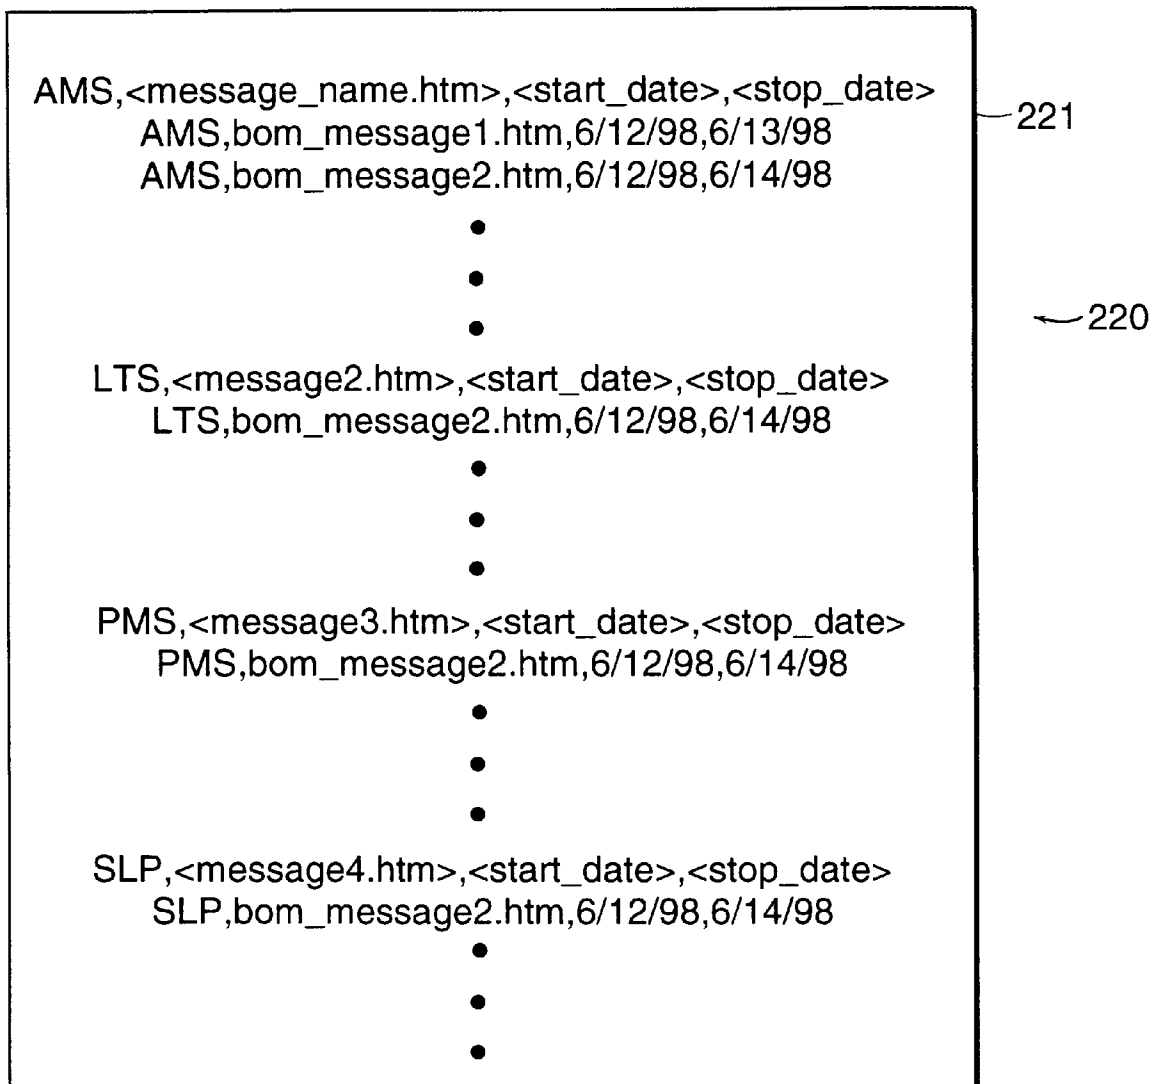 AMS,<message_name.htm>,<start_date>,<stop_date>
AMS,bom_message1.htm,6/12/98,6/13/98
AMS,bom_message2.htm,6/12/98,6/14/98
221
220
LTS,<message2.htm>,<start_date>,<stop_date>
LTS,bom_message2.htm,6/12/98,6/14/98
PMS,<message3.htm>,<start_date>,<stop_date>
PMS,bom_message2.htm,6/12/98,6/14/98
SLP,<message4.htm>,<start_date>,<stop_date>
SLP,bom_message2.htm,6/12/98,6/14/98